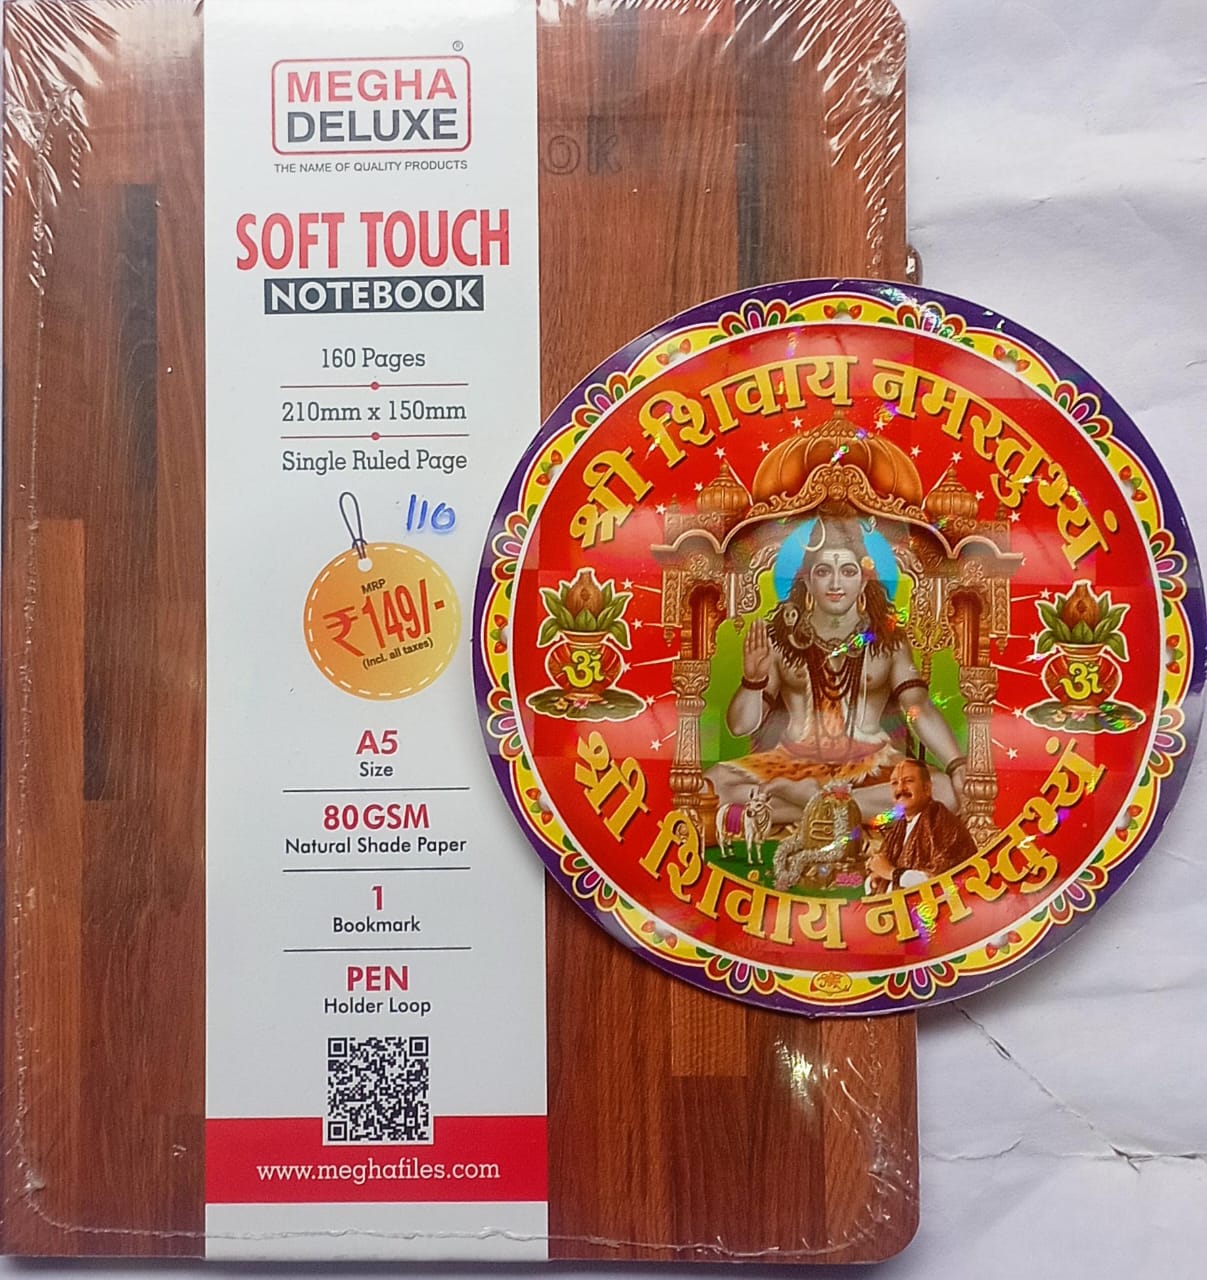 ®
MEGHA
DELUXE
THE NAME OF QUALITY PRODUCTS
ok
SOFT TOUCH
NOTEBOOK
160 Pages
210mm x 150mm
Single Ruled Page
110
MRP
₹149/-
(Incl. all taxes)
A5
Size
80GSM
Natural Shade Paper
1
Bookmark
PEN
Holder Loop
www.meghafiles.com
श्री शिवाय नमस्तुभ्यं
ॐ
ॐ
श्री शिवाय नमस्तुभ्यं